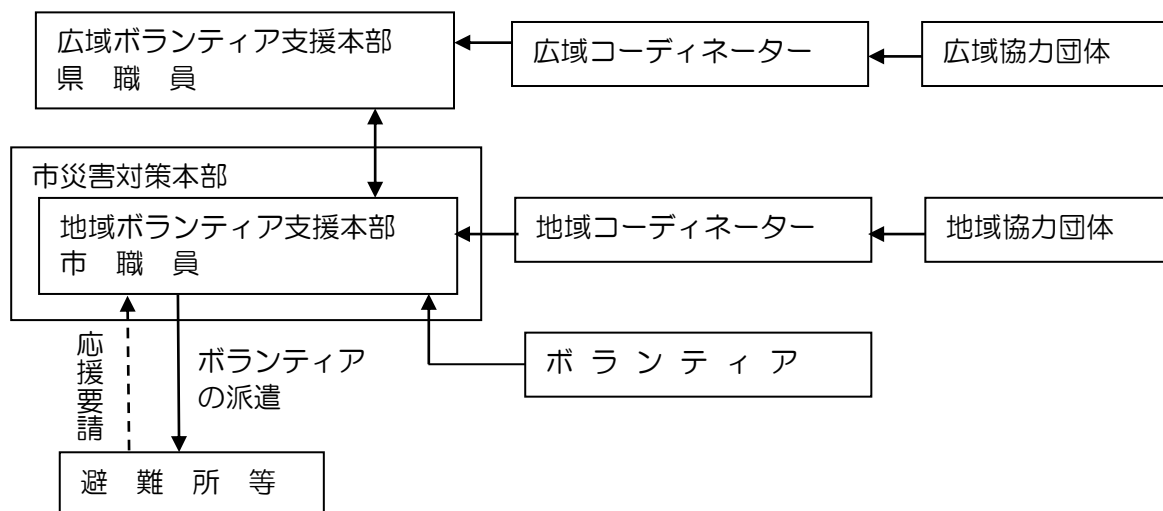 広域ボランティア支援本部
県　職　員
広域コーディネーター
広域協力団体
市災害対策本部
地域ボランティア支援本部
市　職　員
地域コーディネーター
地域協力団体
応援要請
ボランティア
の派遣
ボ ラ ン テ ィ ア
避　難　所　等